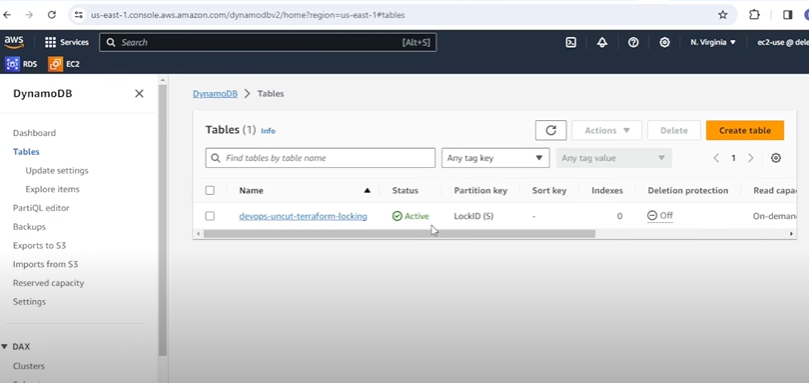 us-east-1.console.aws.amazon.com/dynamodbv2/home?region=us-east-1#tables
aws Services Search [Alt+S] N. Virginia ec2-use @ dele
RDS EC2
DynamoDB
Dashboard
Tables
Update settings
Explore items
PartiQL editor
Backups
Exports to S3
Imports from S3
Reserved capacity
Settings
DAX
Clusters
DynamoDB > Tables
Tables (1) Info
Actions Delete Create table
Find tables by table name Any tag key Any tag value 1
Name Status Partition key Sort key Indexes Deletion protection Read capac
devops-uncut-terraform-locking Active LockID (S) - 0 Off On-deman